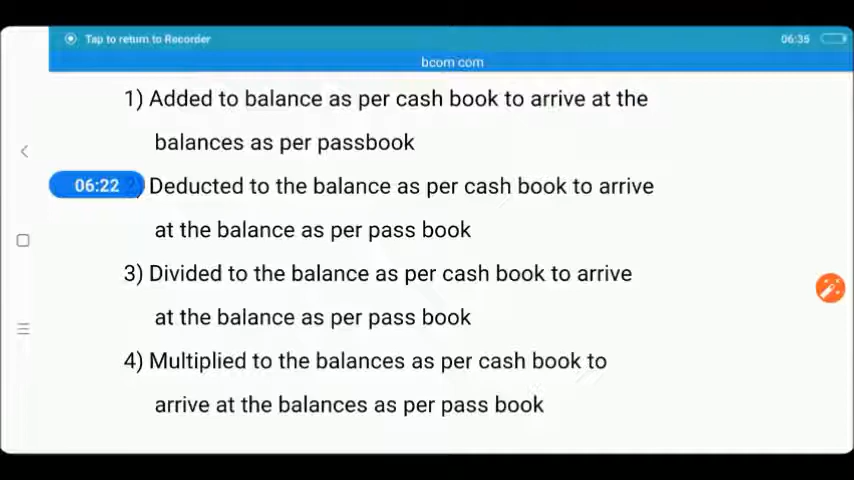 Tap to return to Recorder
06:35
bcom com
1) Added to balance as per cash book to arrive at the
balances as per passbook
06:22
Deducted to the balance as per cash book to arrive
at the balance as per pass book
3) Divided to the balance as per cash book to arrive
at the balance as per pass book
4) Multiplied to the balances as per cash book to
arrive at the balances as per pass book